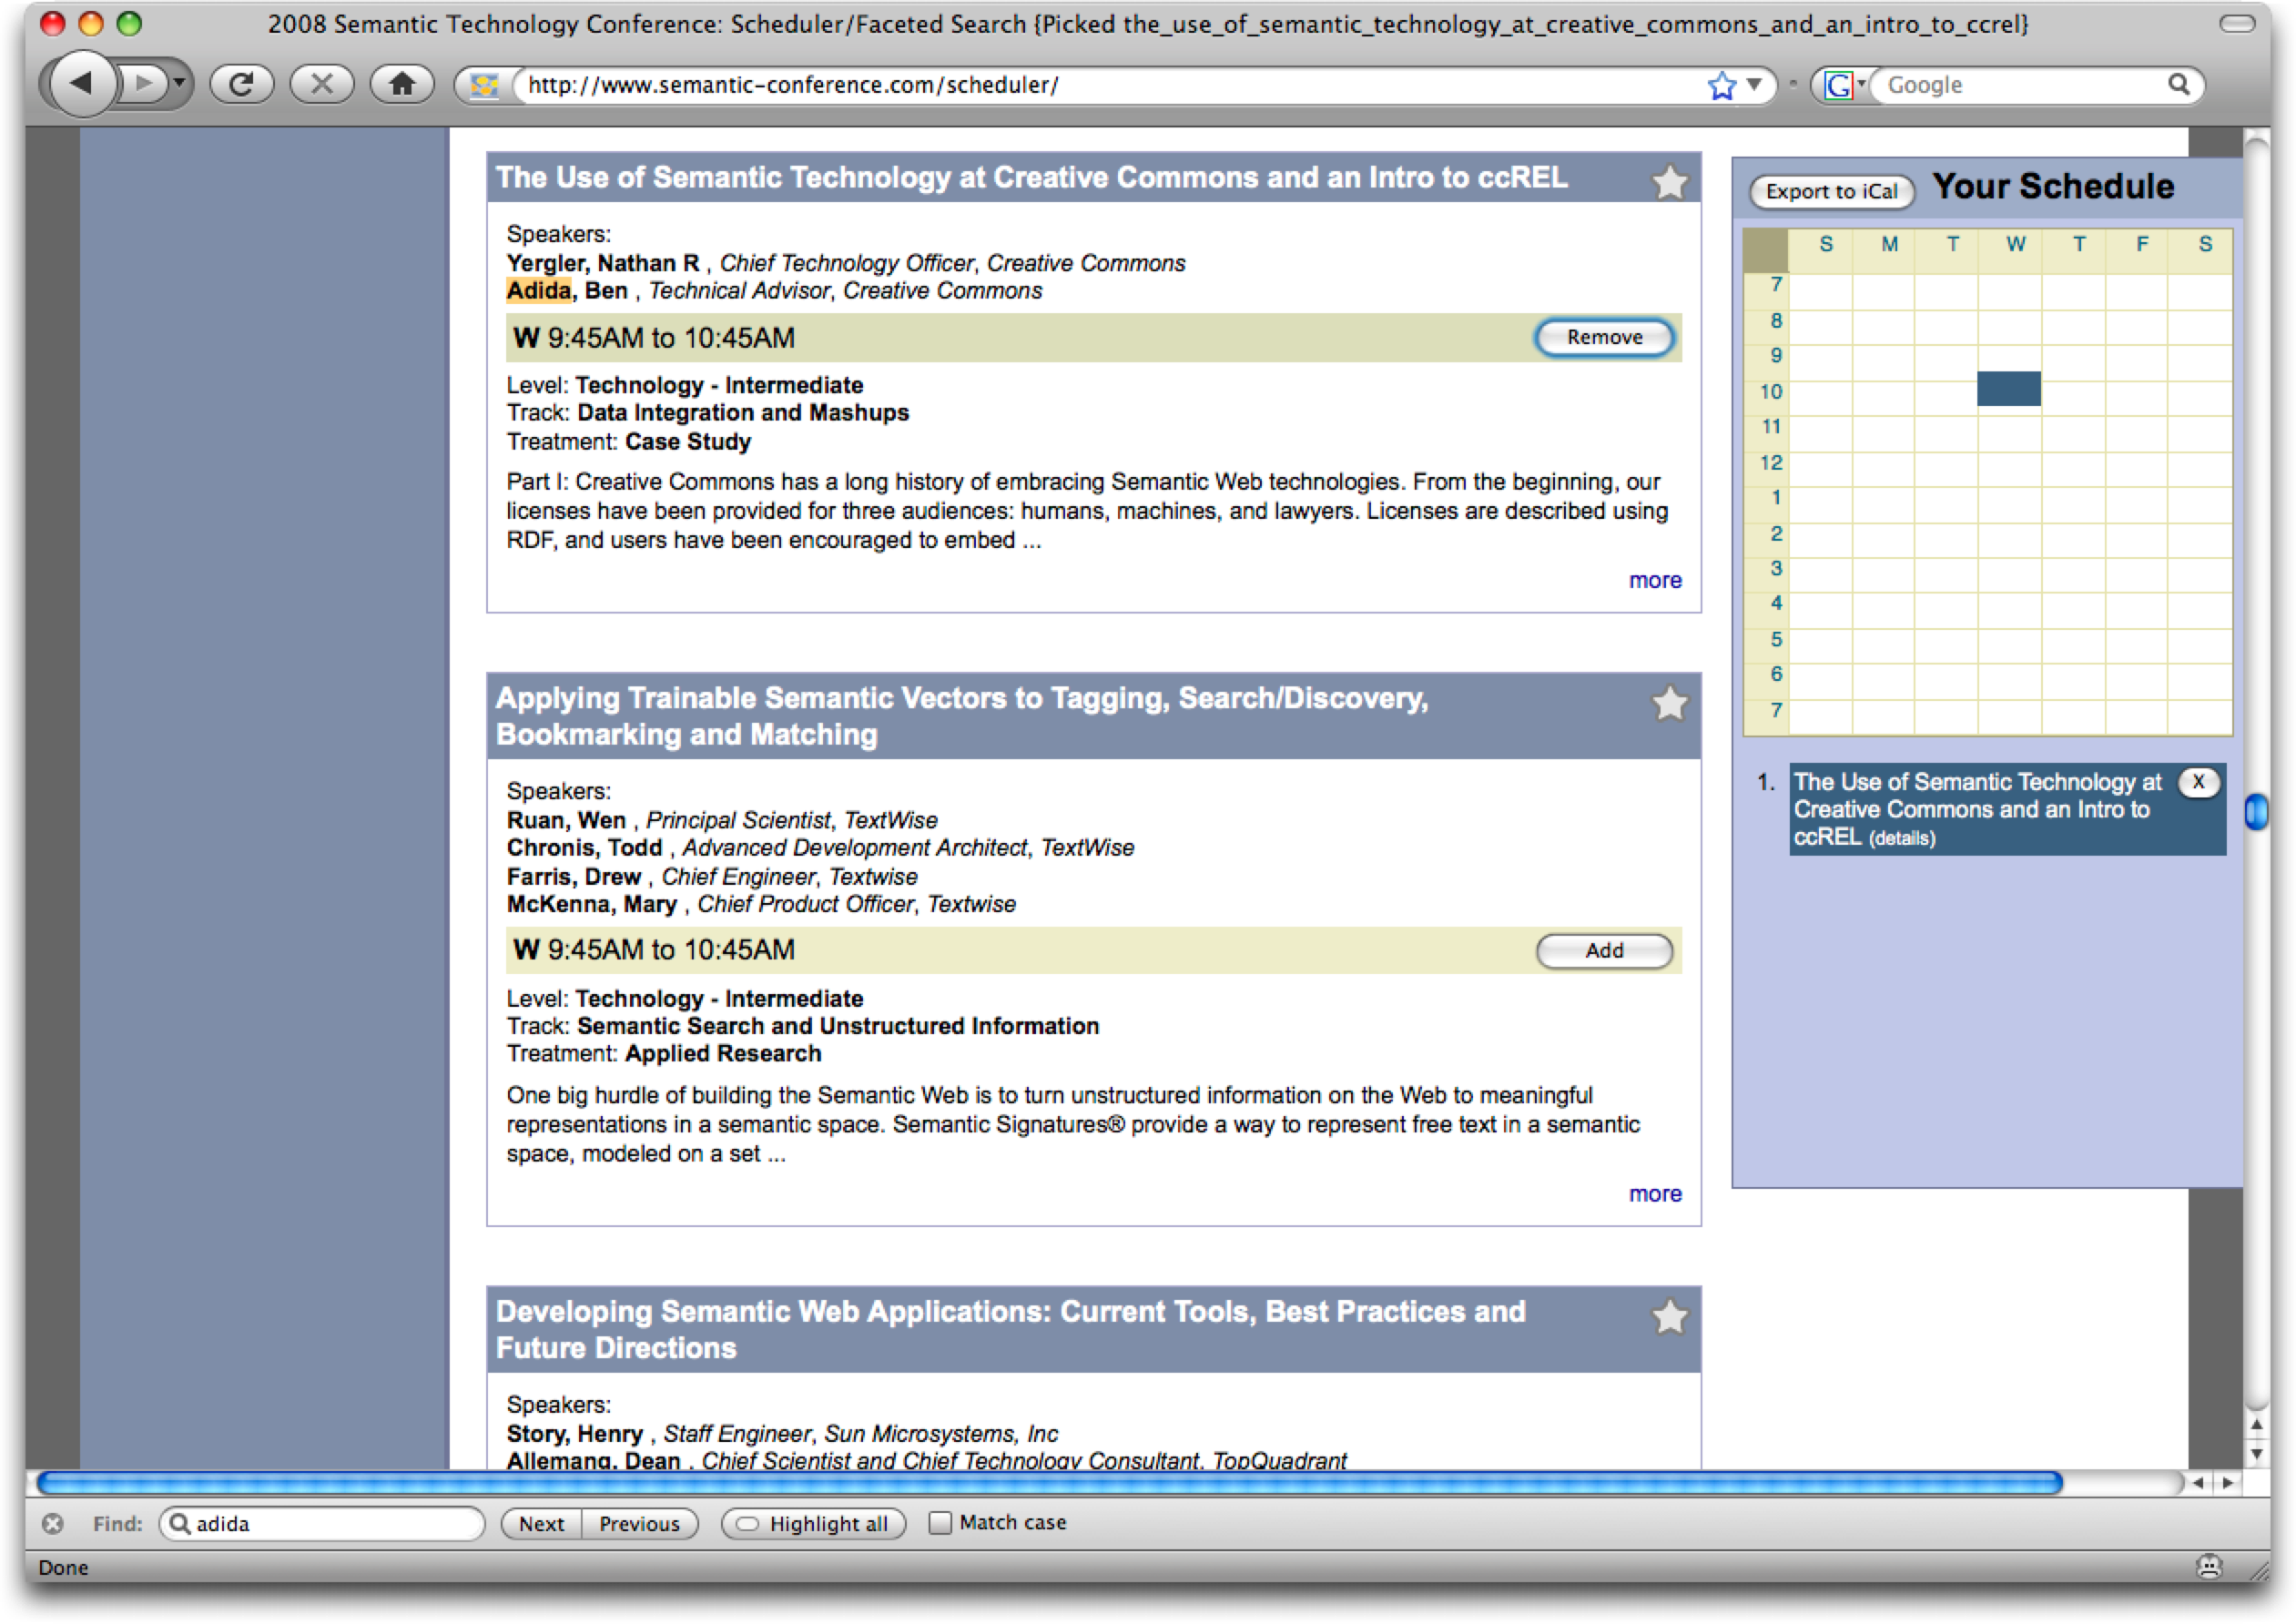 2008 Semantic Technology Conference: Scheduler/Faceted Search {Picked the_use_of_semantic_technology_at_creative_commons_and_an_intro_to_ccrel}
http://www.semantic-conference.com/scheduler/
G
Google
The Use of Semantic Technology at Creative Commons and an Intro to ccREL
Speakers:
Yergler, Nathan R , Chief Technology Officer, Creative Commons
Adida, Ben , Technical Advisor, Creative Commons
W 9:45AM to 10:45AM
Remove
Level: Technology - Intermediate
Track: Data Integration and Mashups
Treatment: Case Study
Part I: Creative Commons has a long history of embracing Semantic Web technologies. From the beginning, our
licenses have been provided for three audiences: humans, machines, and lawyers. Licenses are described using
RDF, and users have been encouraged to embed ...
more
Applying Trainable Semantic Vectors to Tagging, Search/Discovery,
Bookmarking and Matching
Speakers:
Ruan, Wen , Principal Scientist, TextWise
Chronis, Todd , Advanced Development Architect, TextWise
Farris, Drew , Chief Engineer, Textwise
McKenna, Mary , Chief Product Officer, Textwise
W 9:45AM to 10:45AM
Add
Level: Technology - Intermediate
Track: Semantic Search and Unstructured Information
Treatment: Applied Research
One big hurdle of building the Semantic Web is to turn unstructured information on the Web to meaningful
representations in a semantic space. Semantic Signatures® provide a way to represent free text in a semantic
space, modeled on a set ...
more
Developing Semantic Web Applications: Current Tools, Best Practices and
Future Directions
Speakers:
Story, Henry , Staff Engineer, Sun Microsystems, Inc
Allemang, Dean , Chief Scientist and Chief Technology Consultant, TopQuadrant
Export to iCal
Your Schedule
S M T W T F S
7
8
9
10
11
12
1
2
3
4
5
6
7
1. The Use of Semantic Technology at
Creative Commons and an Intro to
ccREL (details)
X
Find: adida
Next
Previous
Highlight all
Match case
Done